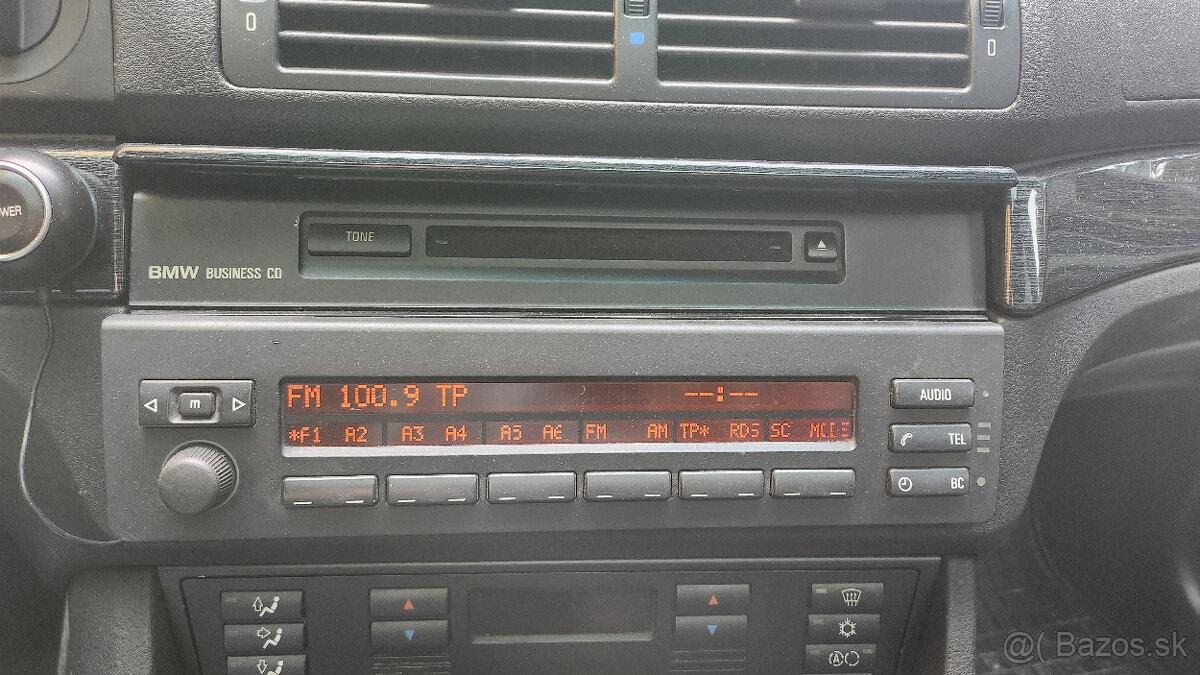 0
0
WER
TONE
BMW BUSINESS CD
FM 100.9 TP --:--
*F1 A2 A3 A4 A5 A6 FM AM TP* RDS SC MODE
m
AUDIO
TEL
BC
(A)
@( Bazos.sk